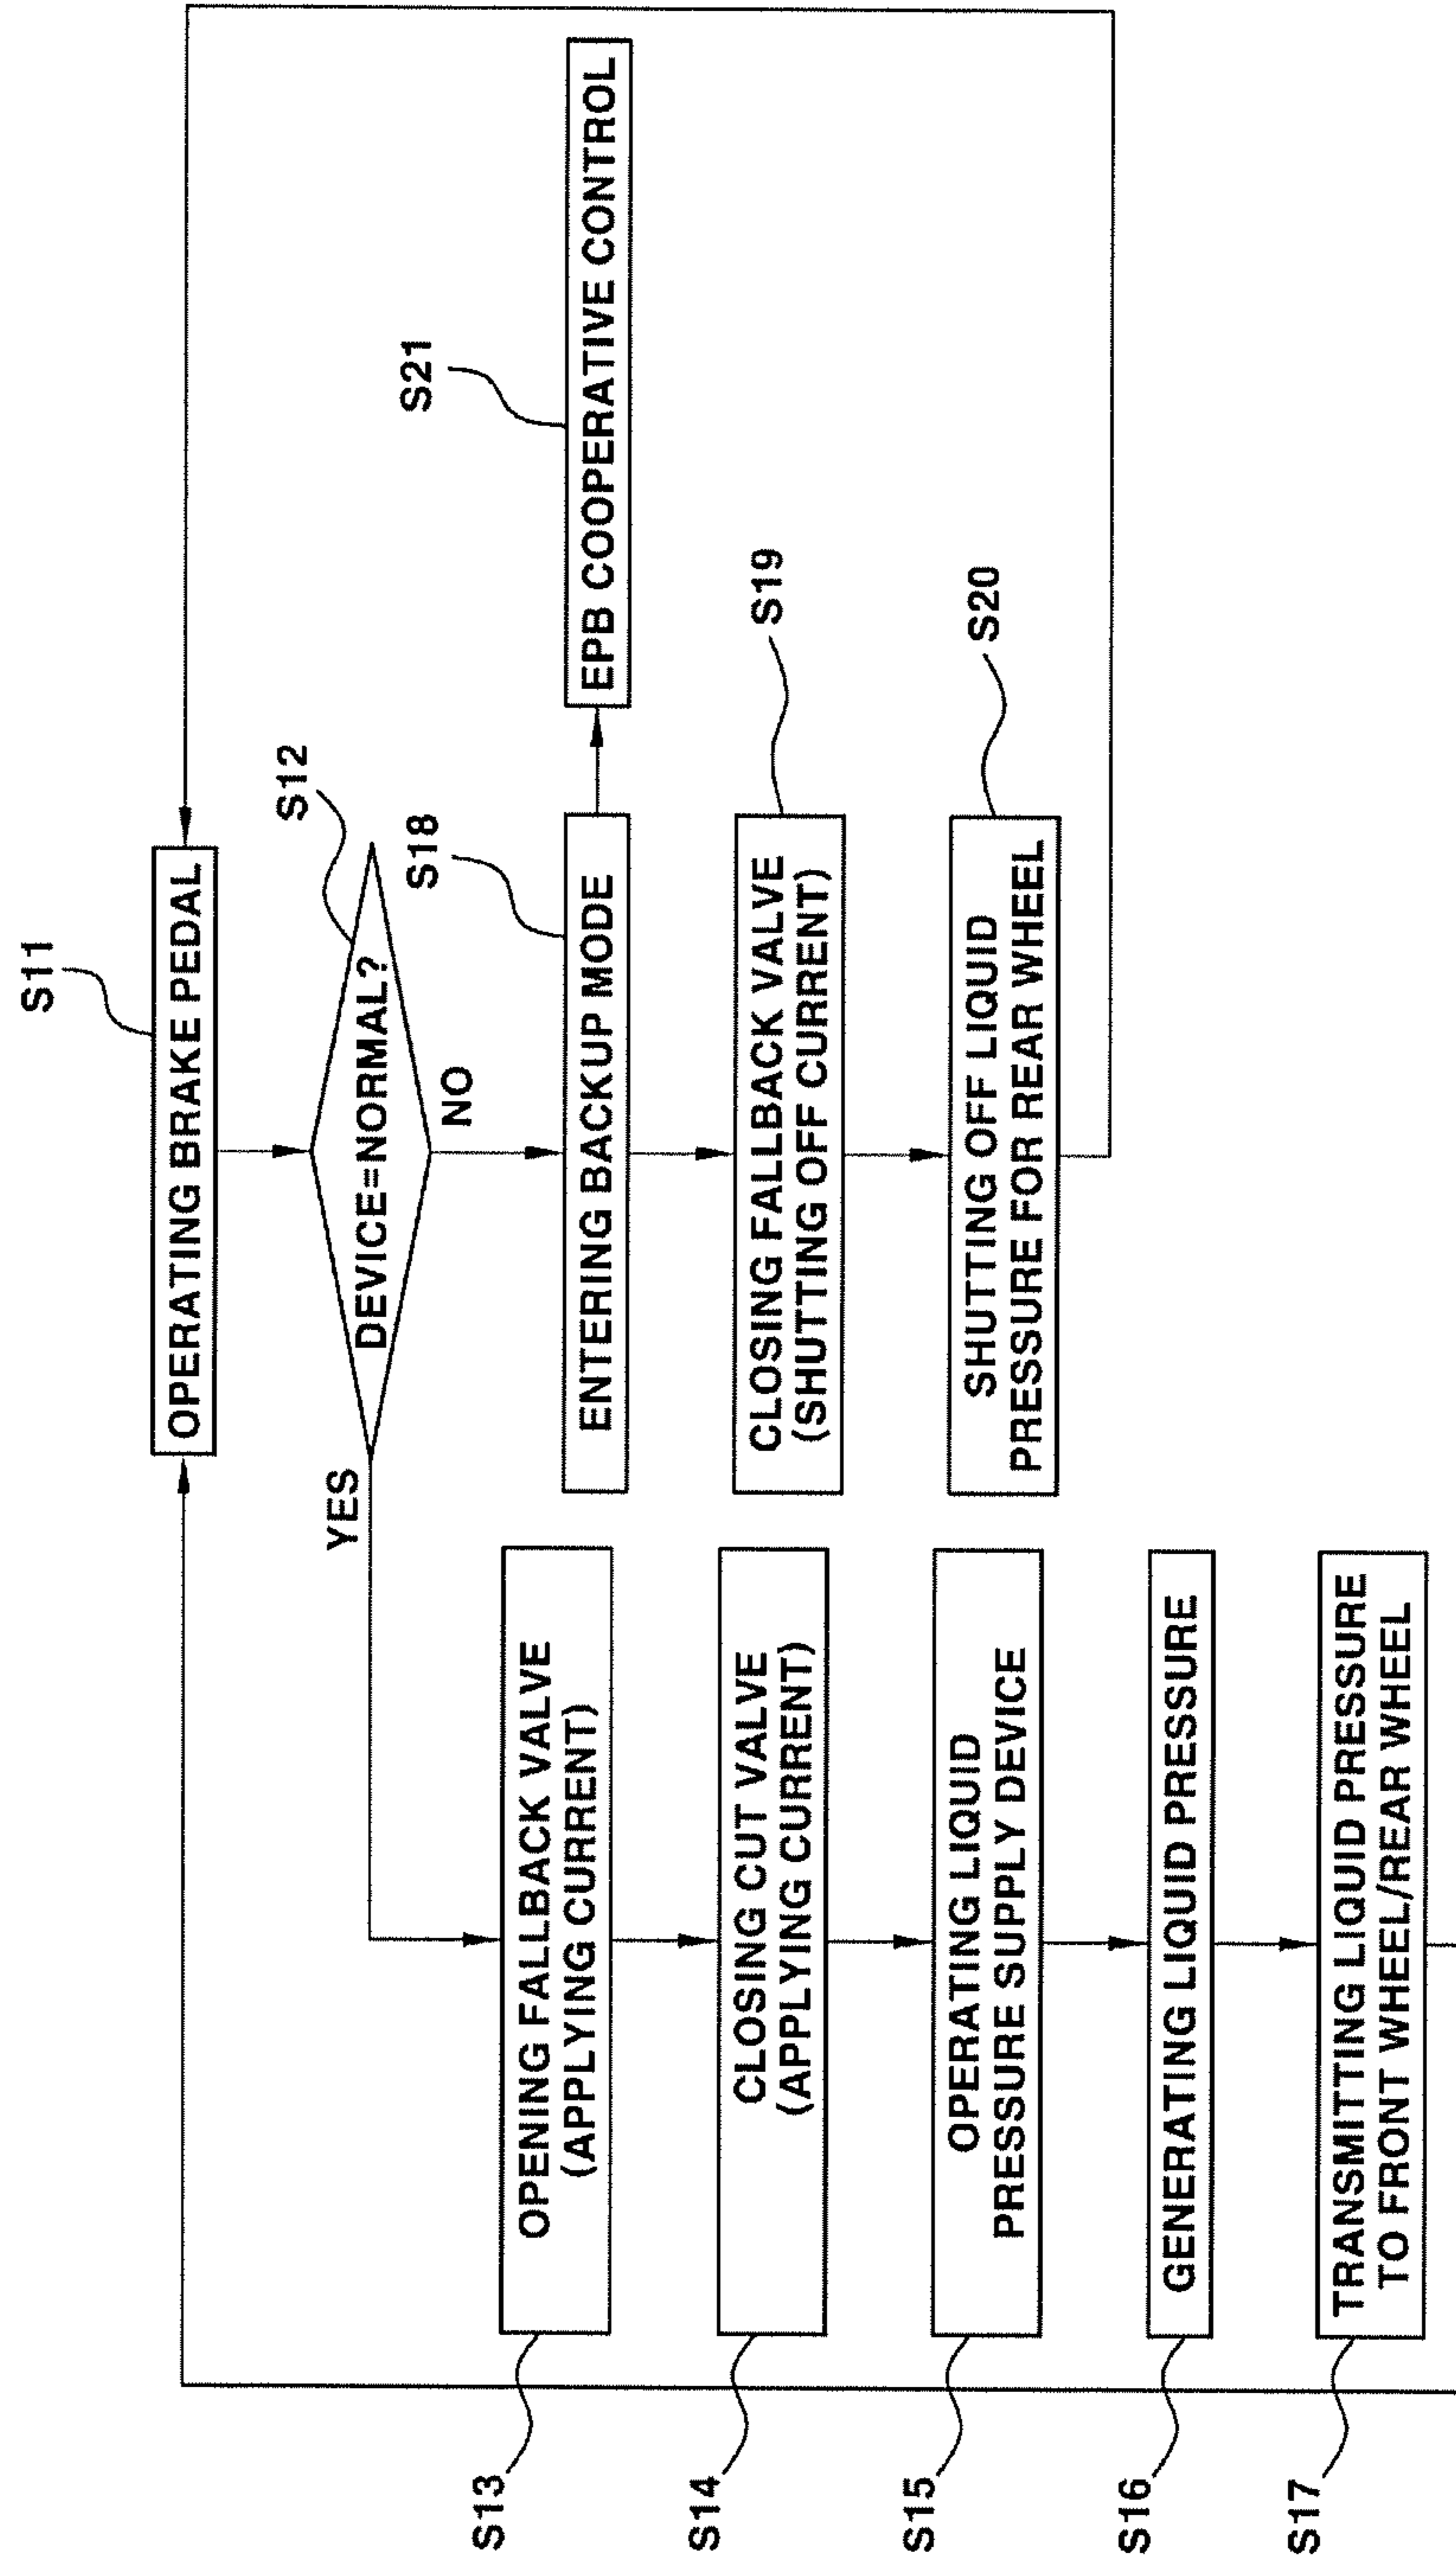 S11
OPERATING BRAKE PEDAL
S12
DEVICE=NORMAL?
YES
NO
S13
OPENING FALLBACK VALVE
(APPLYING CURRENT)
S14
CLOSING CUT VALVE
(APPLYING CURRENT)
S15
OPERATING LIQUID
PRESSURE SUPPLY DEVICE
S16
GENERATING LIQUID PRESSURE
S17
TRANSMITTING LIQUID PRESSURE
TO FRONT WHEEL/REAR WHEEL
S18
ENTERING BACKUP MODE
S19
CLOSING FALLBACK VALVE
(SHUTTING OFF CURRENT)
S20
SHUTTING OFF LIQUID
PRESSURE FOR REAR WHEEL
S21
EPB COOPERATIVE CONTROL